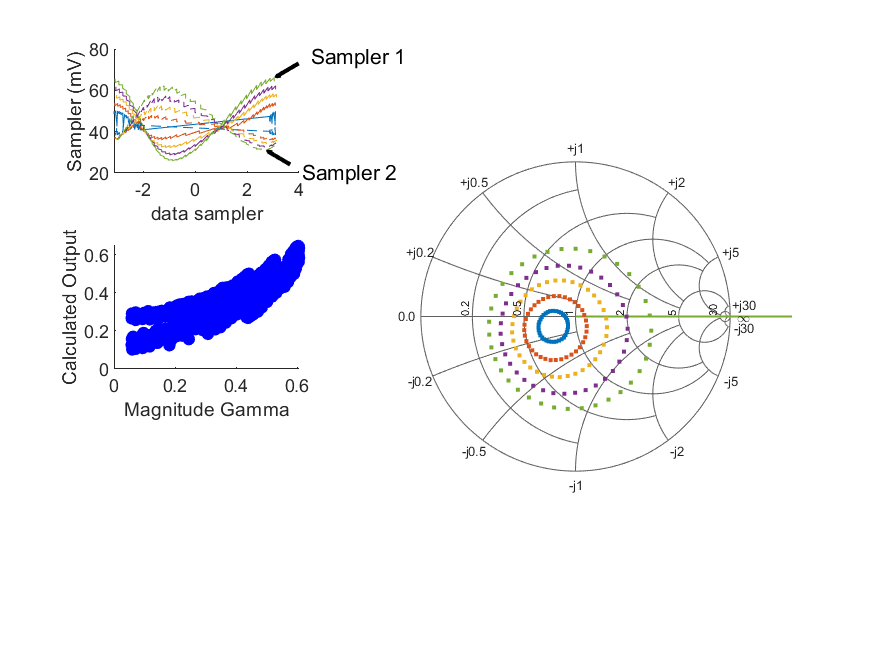 80
60
40
20
Sampler (mV)
-2
0
2
4
data sampler
Sampler 1
Sampler 2
0.6
0.4
0.2
0
Calculated Output
0
0.2
0.4
0.6
Magnitude Gamma
+j1
+j0.5
+j2
+j0.2
+j5
0.0
0.2
0.5
1
2
5
30
+j30
-j30
-j0.2
-j5
-j0.5
-j2
-j1